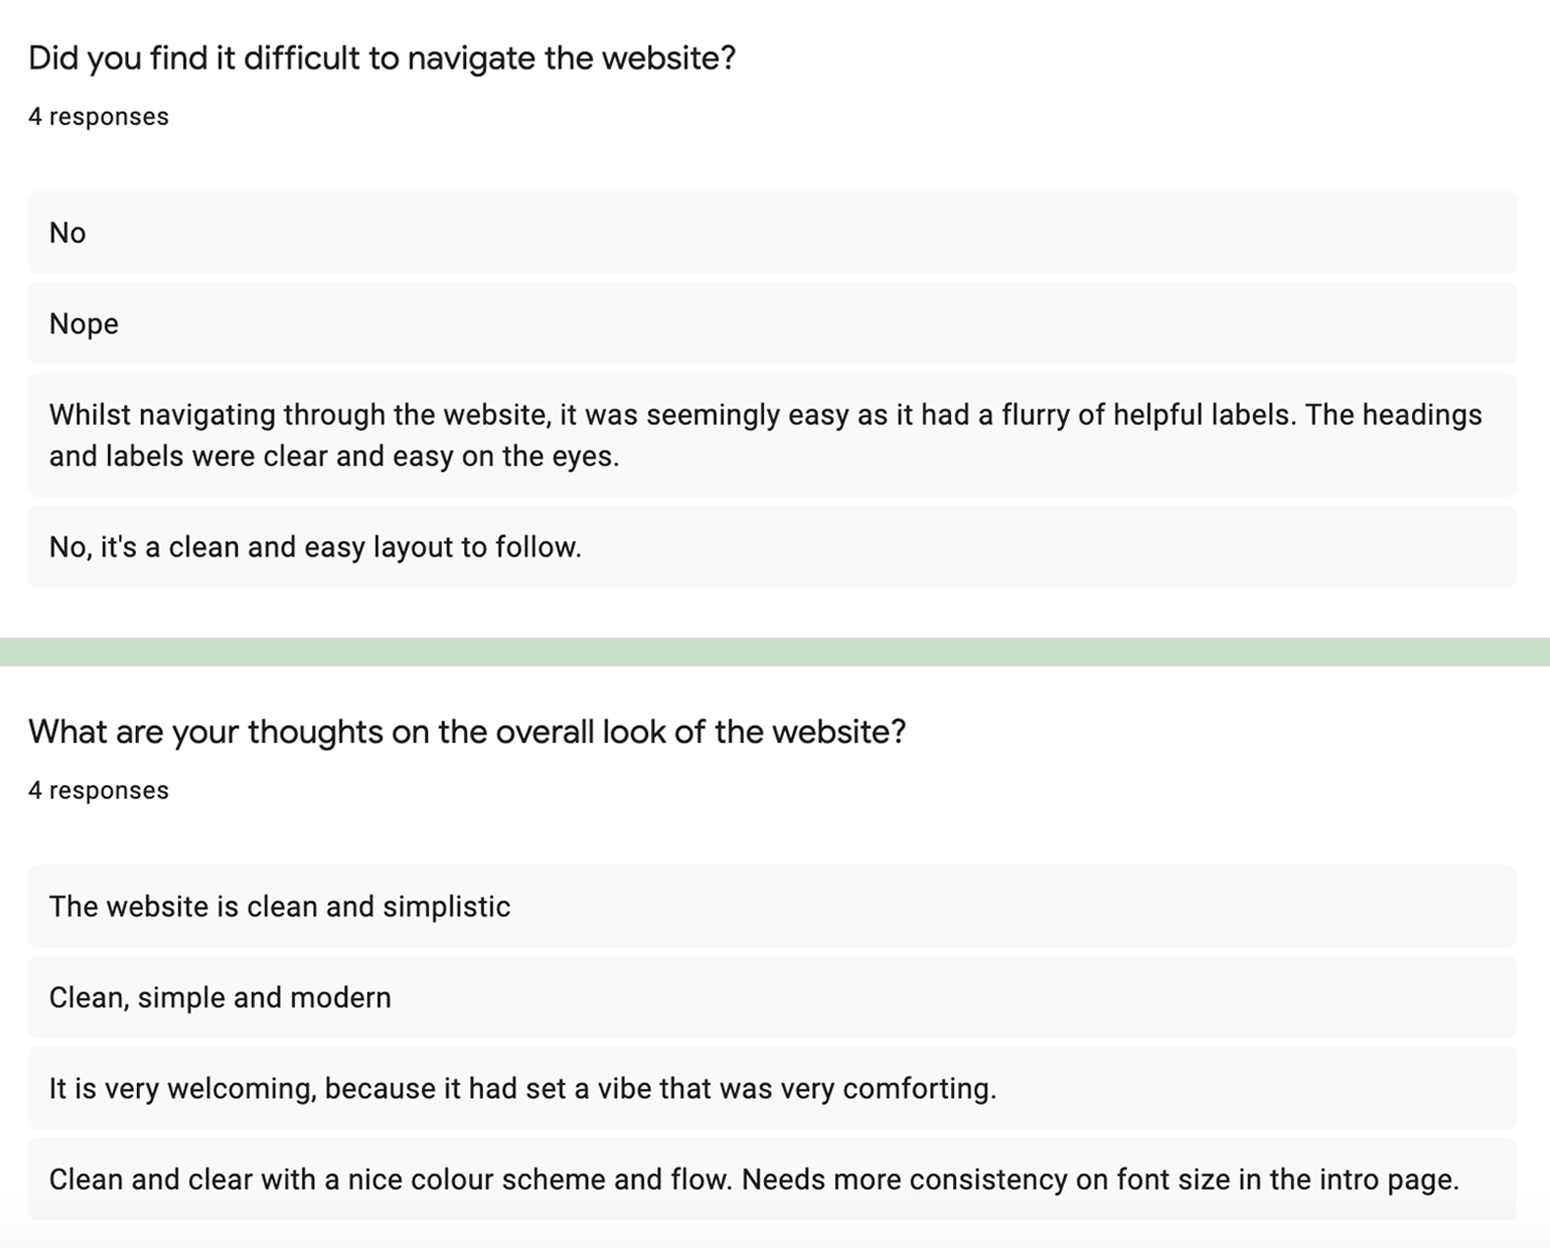 Did you find it difficult to navigate the website?
4 responses
No
Nope
Whilst navigating through the website, it was seemingly easy as it had a flurry of helpful labels. The headings
and labels were clear and easy on the eyes.
No, it's a clean and easy layout to follow.
What are your thoughts on the overall look of the website?
4 responses
The website is clean and simplistic
Clean, simple and modern
It is very welcoming, because it had set a vibe that was very comforting.
Clean and clear with a nice colour scheme and flow. Needs more consistency on font size in the intro page.